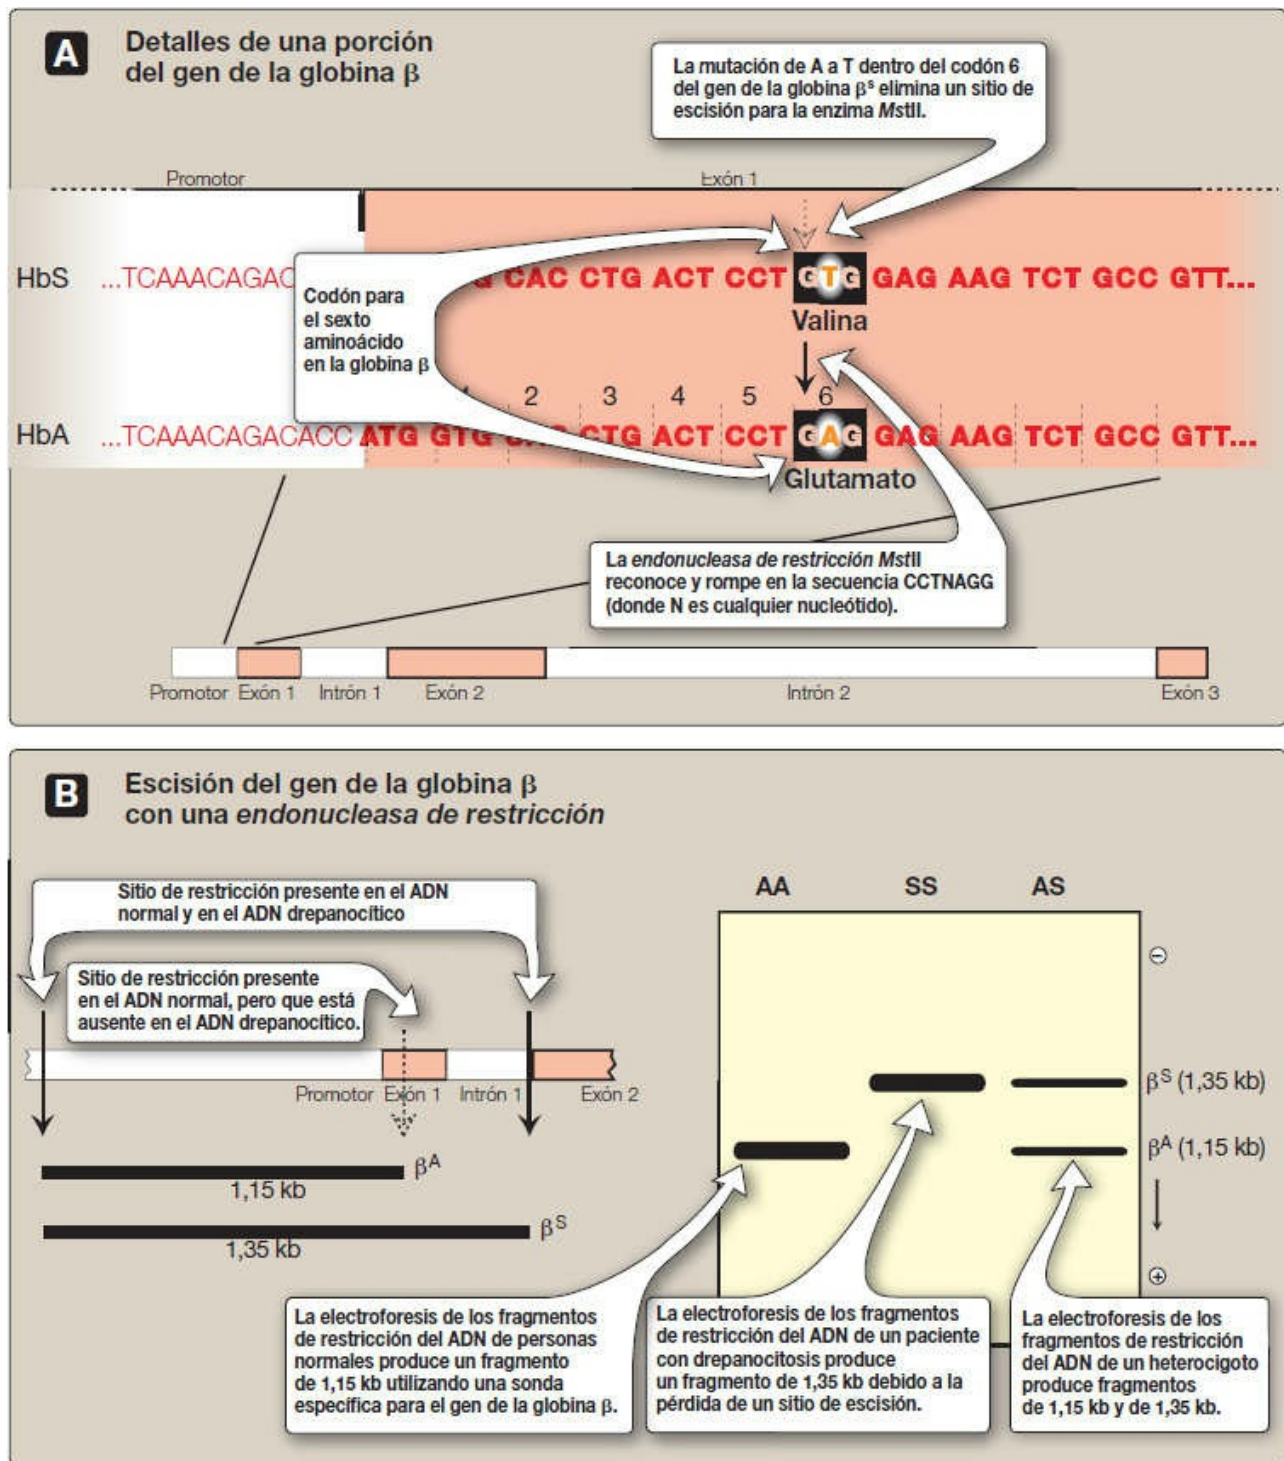 A
Detalles de una porción
del gen de la globina β
La mutación de A a T dentro del codón 6
del gen de la globina βˢ elimina un sitio de
escisión para la enzima MstII.
Promotor
Exón 1
HbS ...TCAAACAGAC G CAC CTG ACT CCT GTG GAG AAG TCT GCC GTT...
Valina
Codón para
el sexto
aminoácido
en la globina β
2 3 4 5 6
HbA ...TCAAACAGACACC ATG GTG CAC CTG ACT CCT GAG GAG AAG TCT GCC GTT...
Glutamato
La endonucleasa de restricción MstII
reconoce y rompe en la secuencia CCTNAGG
(donde N es cualquier nucleótido).
Promotor Exón 1 Intrón 1 Exón 2 Intrón 2 Exón 3
B
Escisión del gen de la globina β
con una endonucleasa de restricción
Sitio de restricción presente en el ADN
normal y en el ADN drepanocítico
Sitio de restricción presente
en el ADN normal, pero que está
ausente en el ADN drepanocítico.
Promotor Exón 1 Intrón 1 Exón 2
βᴬ
1,15 kb
βˢ
1,35 kb
AA SS AS
⊖
βˢ (1,35 kb)
βᴬ (1,15 kb)
⊕
La electroforesis de los fragmentos
de restricción del ADN de personas
normales produce un fragmento
de 1,15 kb utilizando una sonda
específica para el gen de la globina β.
La electroforesis de los fragmentos
de restricción del ADN de un paciente
con drepanocitosis produce
un fragmento de 1,35 kb debido a la
pérdida de un sitio de escisión.
La electroforesis de los
fragmentos de restricción
del ADN de un heterocigoto
produce fragmentos
de 1,15 kb y de 1,35 kb.